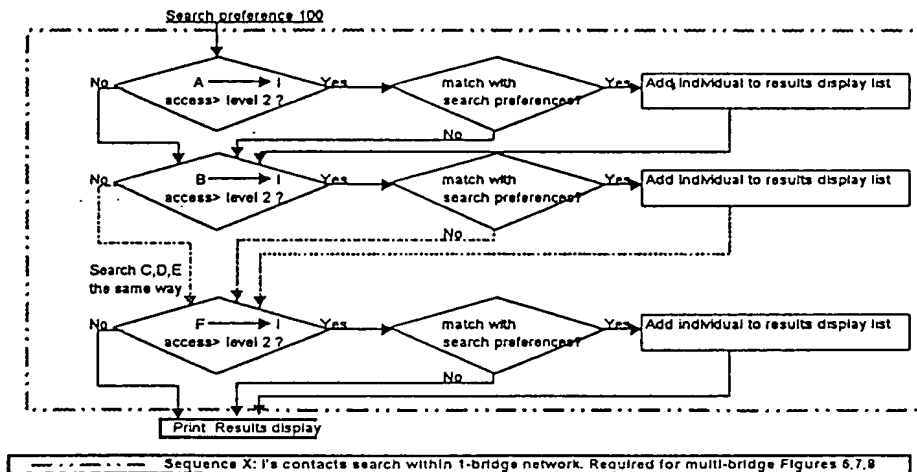 Search preference 100
No
A I
access> level 2 ?
Yes
match with
search preferences?
Yes
Add Individual to results display list
No
No
B I
access> level 2 ?
Yes
match with
search preferences?
Yes
Add Individual to results display list
No
Search C,D,E
the same way
No
F I
access> level 2 ?
Yes
match with
search preferences?
Yes
Add individual to results display list
No
Print Results display
Sequence X: I's contacts search within 1-bridge network. Required for multi-bridge Figures 6,7,8